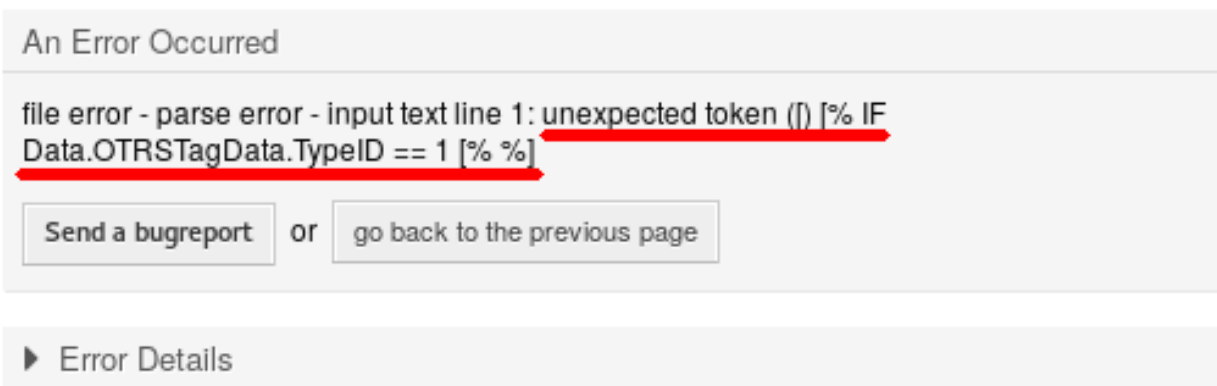 An Error Occurred
file error - parse error - input text line 1: unexpected token ([) [% IF
Data.OTRSTagData.TypeID == 1 [% %]
Send a bugreport or go back to the previous page
Error Details